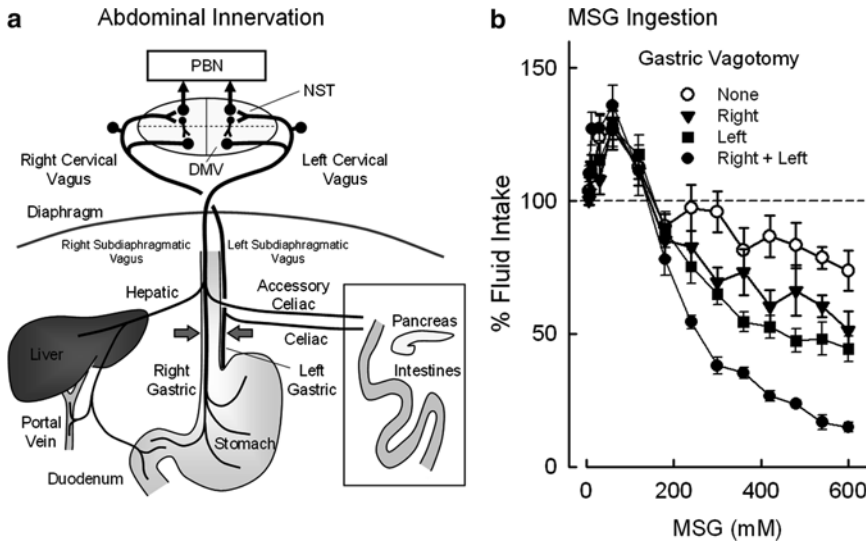 a Abdominal Innervation
PBN
NST
DMV
Right Cervical
Vagus
Left Cervical
Vagus
Diaphragm
Right Subdiaphragmatic
Vagus
Left Subdiaphragmatic
Vagus
Hepatic
Accessory
Celiac
Celiac
Liver
Right
Gastric
Left
Gastric
Pancreas
Intestines
Portal
Vein
Stomach
Duodenum
b MSG Ingestion
Gastric Vagotomy
None
Right
Left
Right + Left
% Fluid Intake
150
100
50
0
0
200
400
600
MSG (mM)